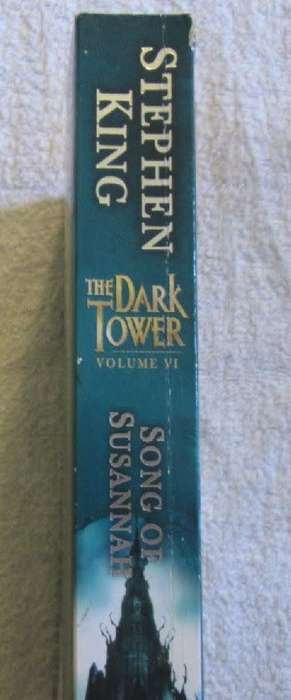 STEPHEN
KING
THE DARK
TOWER
VOLUME VI
SONG OF
SUSANNAH